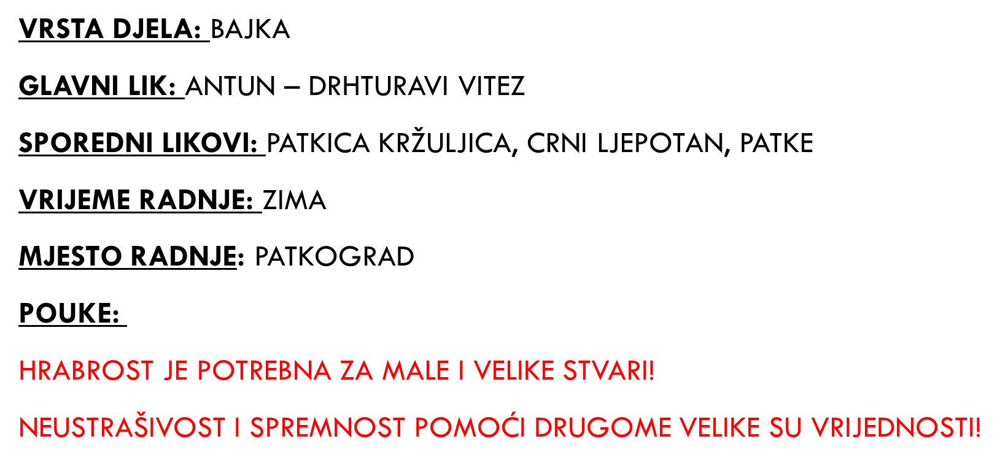 VRSTA DJELA: BAJKA
GLAVNI LIK: ANTUN – DRHTURAVI VITEZ
SPOREDNI LIKOVI: PATKICA KRŽULJICA, CRNI LJEPOTAN, PATKE
VRIJEME RADNJE: ZIMA
MJESTO RADNJE: PATKOGRAD
POUKE:
HRABROST JE POTREBNA ZA MALE I VELIKE STVARI!
NEUSTRAŠIVOST I SPREMNOST POMOĆI DRUGOME VELIKE SU VRIJEDNOSTI!